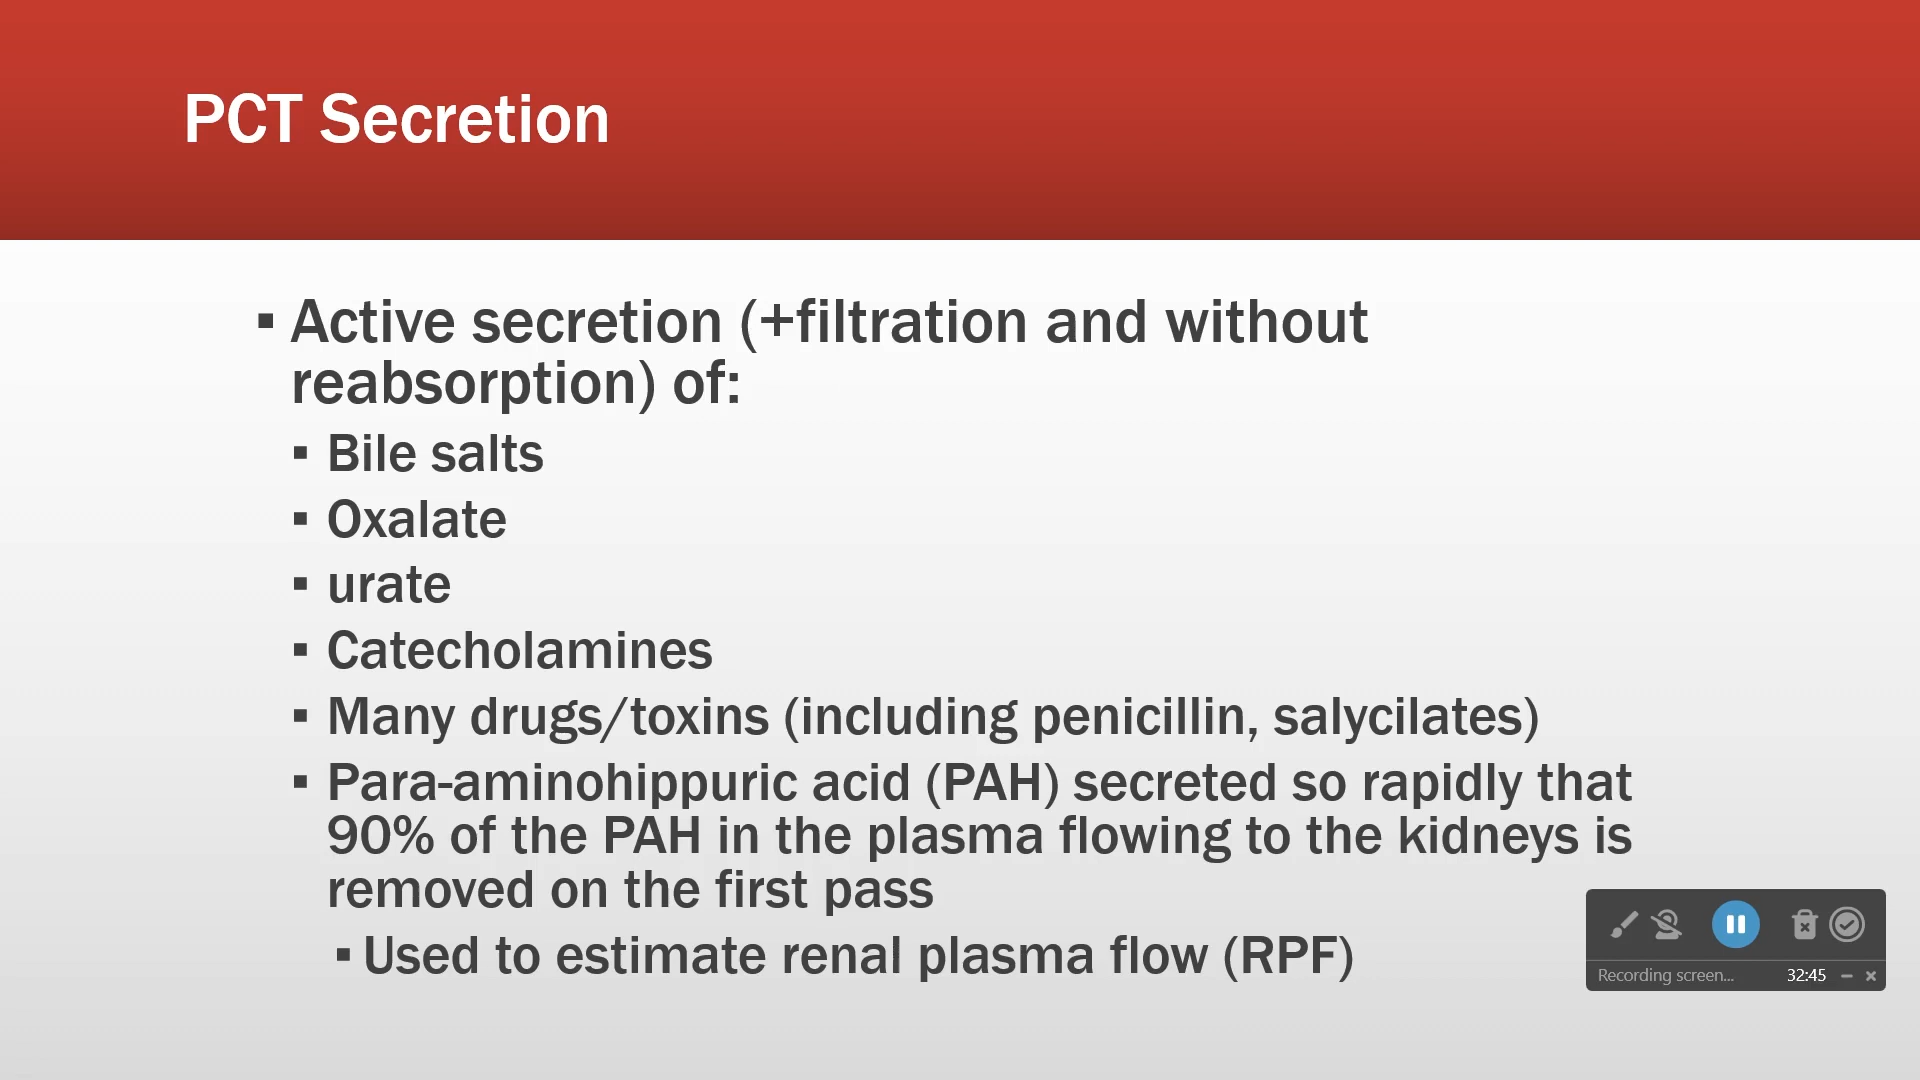 PCT Secretion
▪ Active secretion (+filtration and without
reabsorption) of:
▪ Bile salts
▪ Oxalate
▪ urate
▪ Catecholamines
▪ Many drugs/toxins (including penicillin, salycilates)
▪ Para-aminohippuric acid (PAH) secreted so rapidly that
90% of the PAH in the plasma flowing to the kidneys is
removed on the first pass
▪ Used to estimate renal plasma flow (RPF)
Recording screen... 32:45